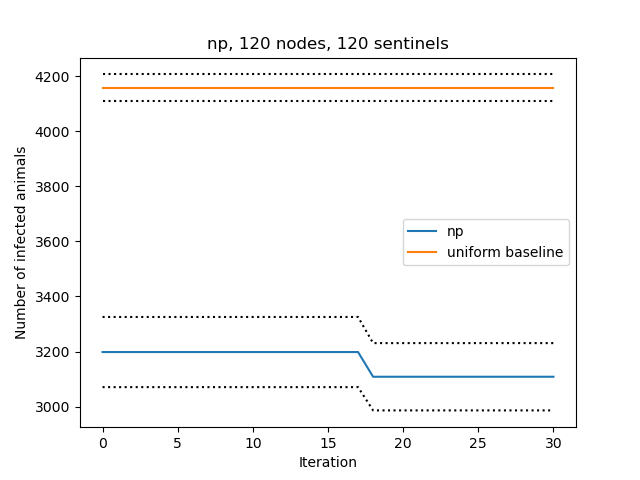 np, 120 nodes, 120 sentinels
4200
4000
3800
3600
3400
3200
3000
Number of infected animals
np
uniform baseline
0 5 10 15 20 25 30
Iteration